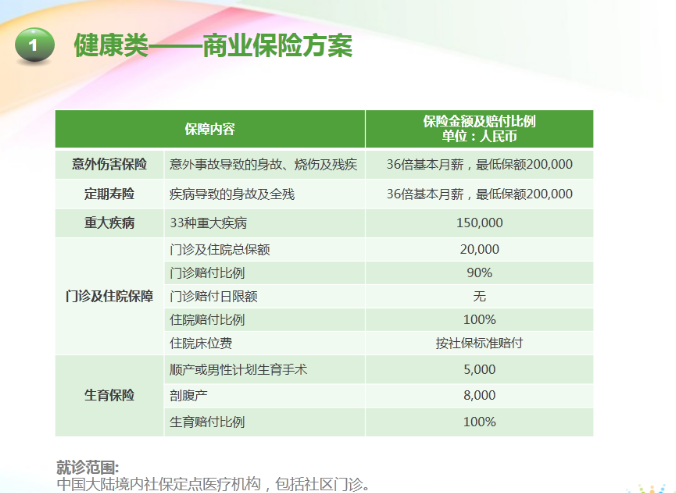 1
健康类——商业保险方案
保障内容
保险金额及赔付比例
单位：人民币
意外伤害保险 意外事故导致的身故、烧伤及残疾 36倍基本月薪，最低保额200,000
定期寿险 疾病导致的身故及全残 36倍基本月薪，最低保额200,000
重大疾病 33种重大疾病 150,000
门诊及住院保障
门诊及住院总保额 20,000
门诊赔付比例 90%
门诊赔付日限额 无
住院赔付比例 100%
住院床位费 按社保标准赔付
生育保险
顺产或男性计划生育手术 5,000
剖腹产 8,000
生育赔付比例 100%
就诊范围:
中国大陆境内社保定点医疗机构，包括社区门诊。